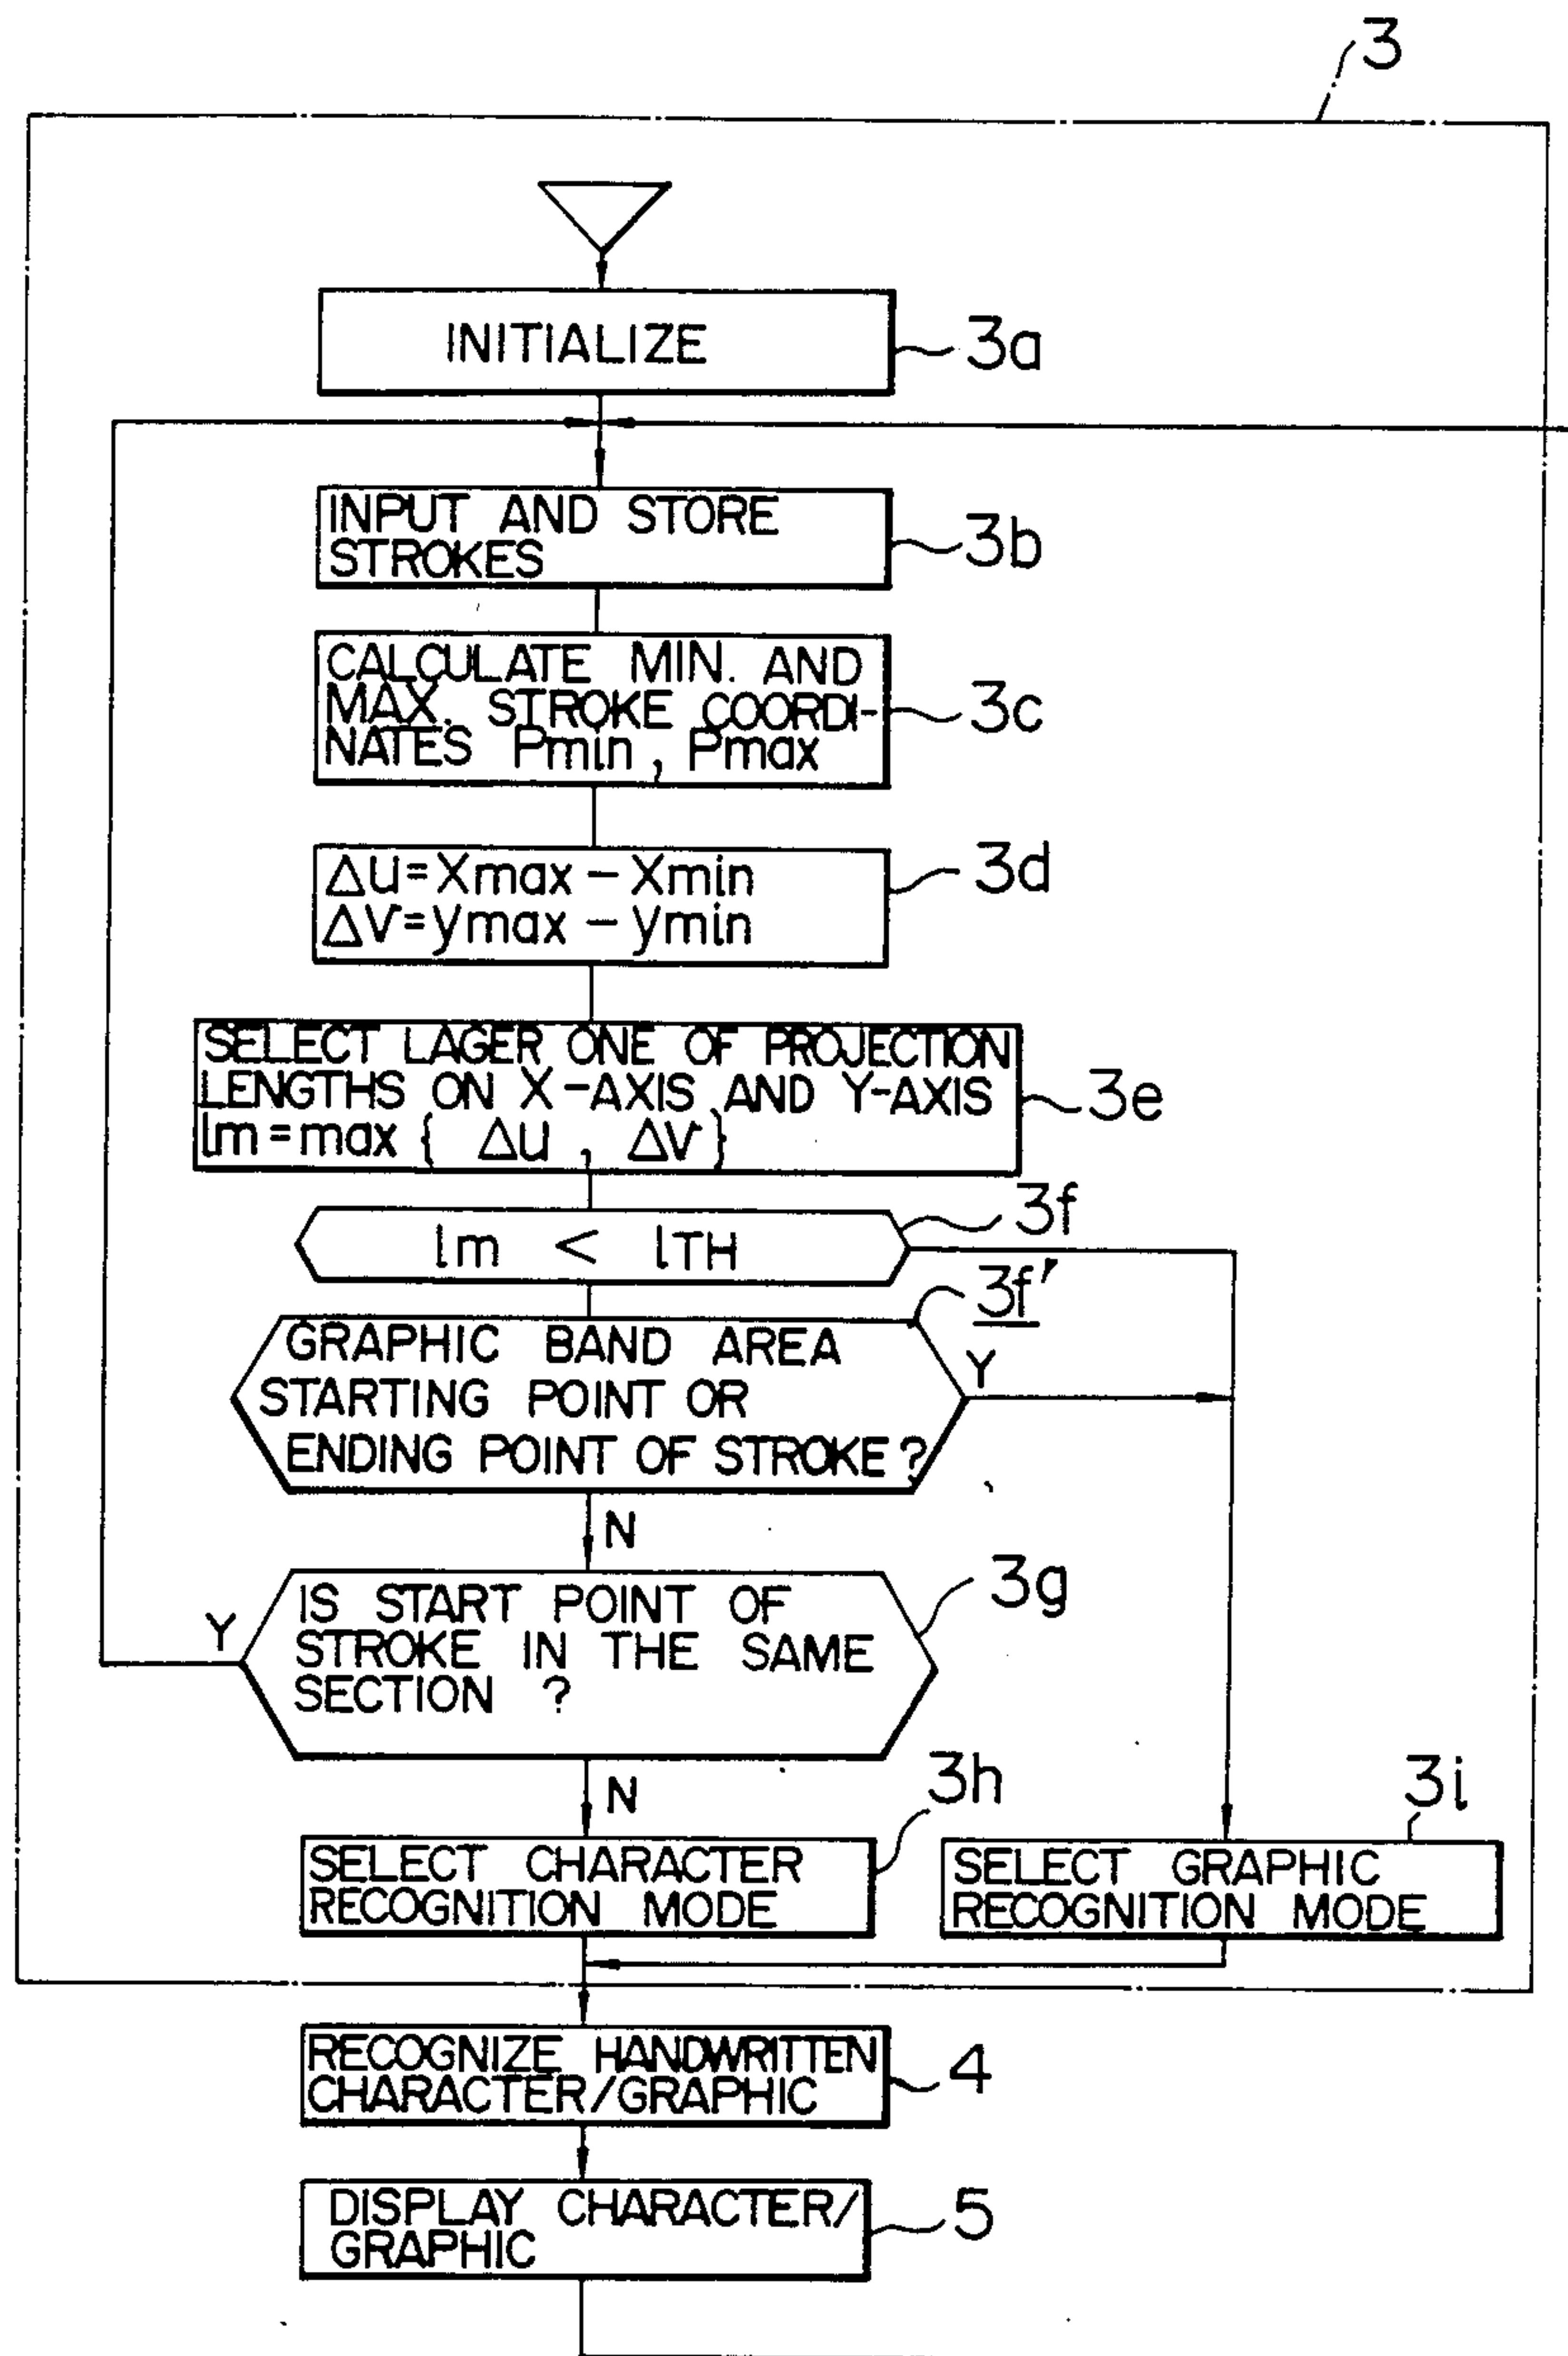 3
INITIALIZE
3a
INPUT AND STORE
STROKES
3b
CALCULATE MIN. AND
MAX. STROKE COORDI-
NATES Pmin, Pmax
3c
Δu=Xmax-Xmin
Δv=ymax-ymin
3d
SELECT LAGER ONE OF PROJECTION
LENGTHS ON X-AXIS AND Y-AXIS
lm=max { Δu , Δv }
3e
lm < lTH
3f
GRAPHIC BAND AREA
STARTING POINT OR
ENDING POINT OF STROKE?
3f'
Y
N
IS START POINT OF
STROKE IN THE SAME
SECTION ?
3g
Y
N
SELECT CHARACTER
RECOGNITION MODE
3h
SELECT GRAPHIC
RECOGNITION MODE
3i
RECOGNIZE HANDWRITTEN
CHARACTER/GRAPHIC
4
DISPLAY CHARACTER/
GRAPHIC
5